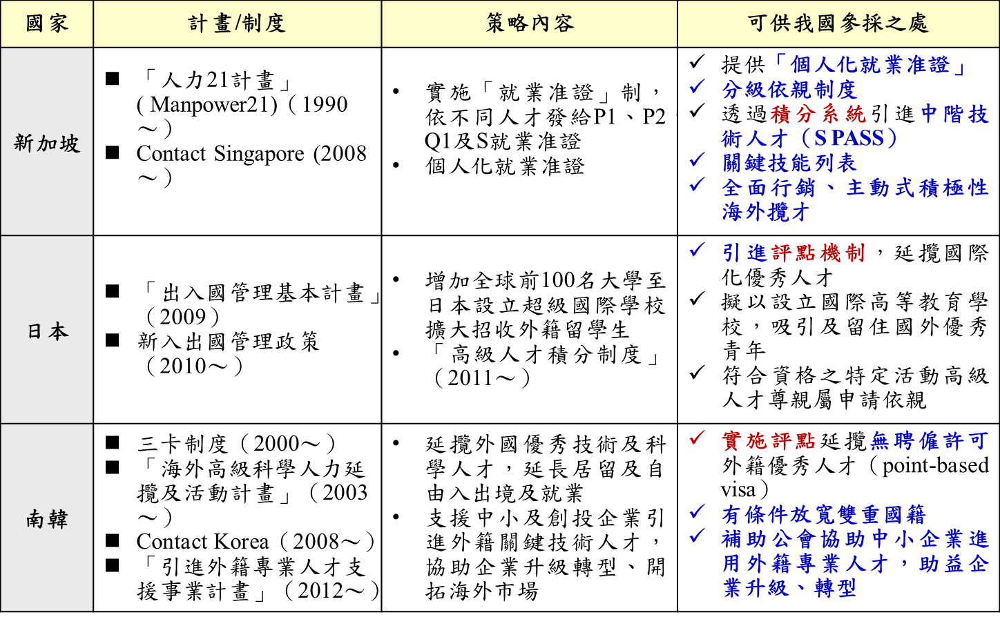 國家
計畫/制度
策略內容
可供我國參採之處
新加坡
■ 「人力21計畫」
( Manpower21)（1990
～）
■ Contact Singapore (2008
～）
• 實施「就業准證」制，
依不同人才發給P1、P2
Q1及S就業准證
• 個人化就業准證
✓ 提供「個人化就業准證」
✓ 分級依親制度
✓ 透過積分系統引進中階技
術人才（S PASS）
✓ 關鍵技能列表
✓ 全面行銷、主動式積極性
海外攬才
日本
■ 「出入國管理基本計畫」
（2009）
■ 新入出國管理政策
（2010～）
• 增加全球前100名大學至
日本設立超級國際學校
擴大招收外籍留學生
• 「高級人才積分制度」
（2011～）
✓ 引進評點機制，延攬國際
化優秀人才
✓ 擬以設立國際高等教育學
校，吸引及留住國外優秀
青年
✓ 符合資格之特定活動高級
人才尊親屬申請依親
南韓
■ 三卡制度（2000～）
■ 「海外高級科學人力延
攬及活動計畫」（2003
～）
■ Contact Korea（2008～）
■ 「引進外籍專業人才支
援事業計畫」（2012～）
• 延攬外國優秀技術及科
學人才，延長居留及自
由入出境及就業
• 支援中小及創投企業引
進外籍關鍵技術人才，
協助企業升級轉型、開
拓海外市場
✓ 實施評點延攬無聘僱許可
外籍優秀人才（point-based
visa）
✓ 有條件放寬雙重國籍
✓ 補助公會協助中小企業進
用外籍專業人才，助益企
業升級、轉型